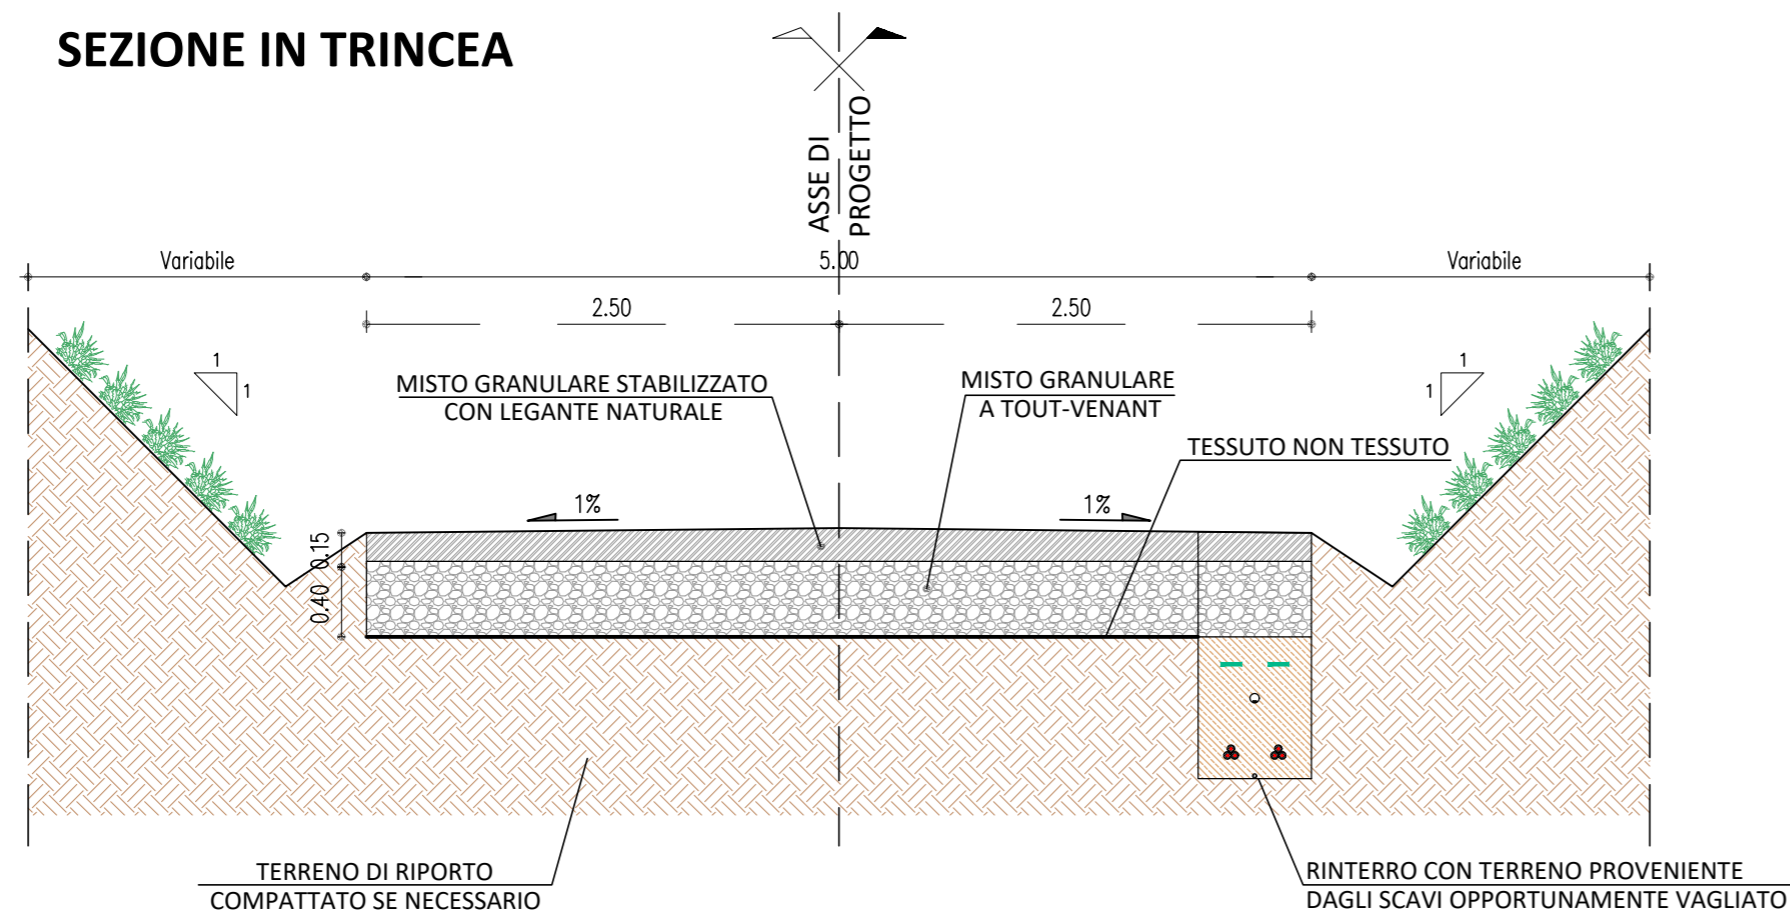 SEZIONE IN TRINCEA
ASSE DI
PROGETTO
Variabile
5.00
Variabile
2.50
2.50
1
1
1
1
MISTO GRANULARE STABILIZZATO
CON LEGANTE NATURALE
MISTO GRANULARE
A TOUT-VENANT
TESSUTO NON TESSUTO
1%
1%
0.15
0.40
TERRENO DI RIPORTO
COMPATTATO SE NECESSARIO
RINTERRO CON TERRENO PROVENIENTE
DAGLI SCAVI OPPORTUNAMENTE VAGLIATO